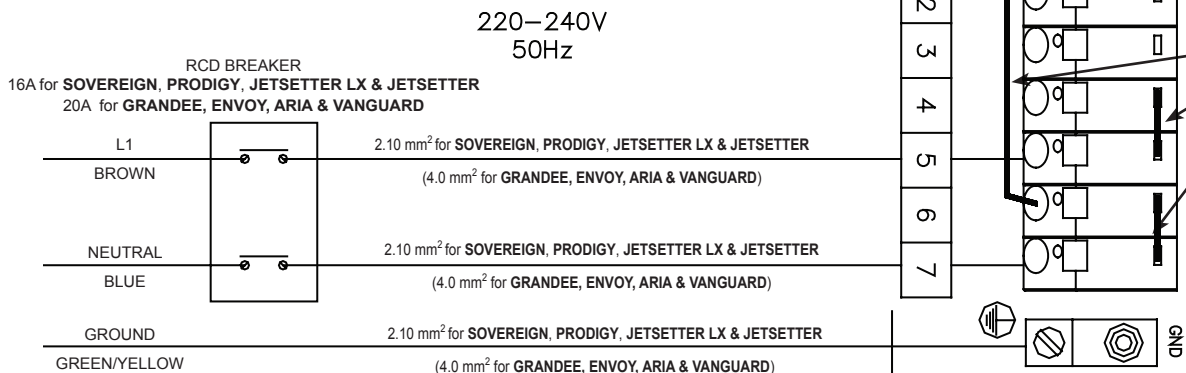 220–240V
50Hz
RCD BREAKER
16A for SOVEREIGN, PRODIGY, JETSETTER LX & JETSETTER
20A for GRANDEE, ENVOY, ARIA & VANGUARD
L1
BROWN
2.10 mm² for SOVEREIGN, PRODIGY, JETSETTER LX & JETSETTER
(4.0 mm² for GRANDEE, ENVOY, ARIA & VANGUARD)
NEUTRAL
BLUE
2.10 mm² for SOVEREIGN, PRODIGY, JETSETTER LX & JETSETTER
(4.0 mm² for GRANDEE, ENVOY, ARIA & VANGUARD)
GROUND
GREEN/YELLOW
2.10 mm² for SOVEREIGN, PRODIGY, JETSETTER LX & JETSETTER
(4.0 mm² for GRANDEE, ENVOY, ARIA & VANGUARD)
2
3
4
5
6
7
GND